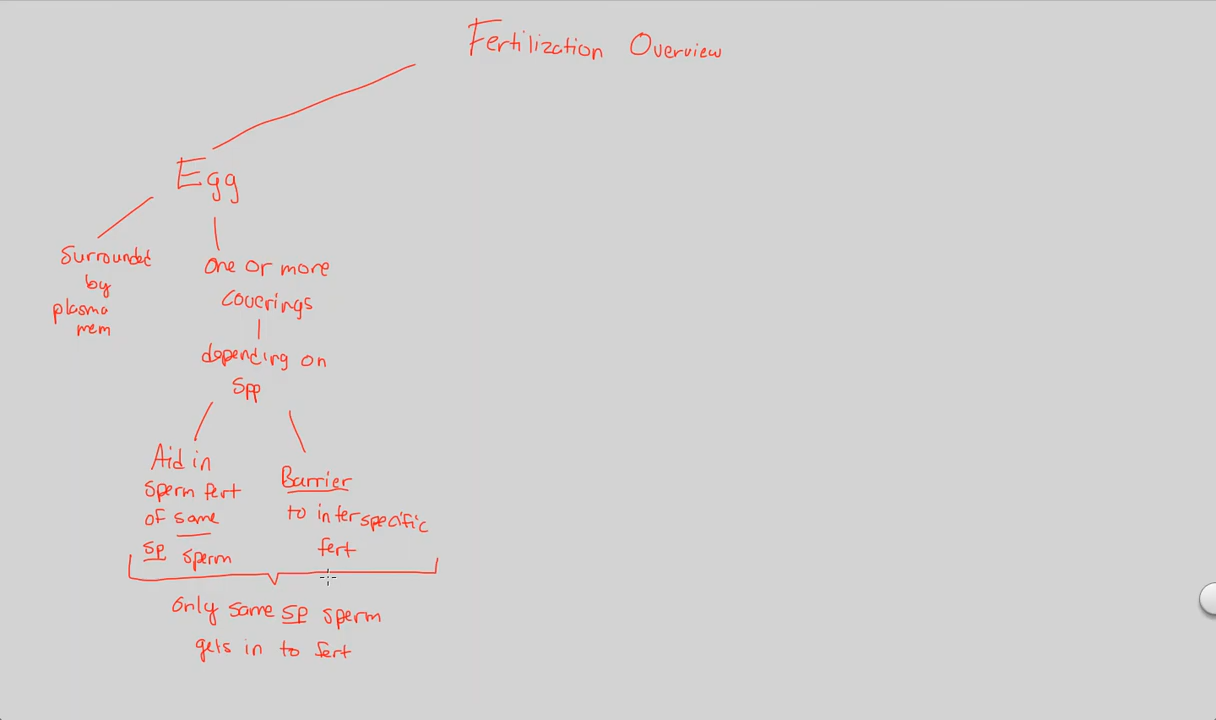 Fertilization Overview
Egg
Surrounded
by
plasma
mem
One or more
coverings
depending on
Spp
Aid in
sperm fert
of same
sp sperm
Barrier
to interspecific
fert
only same sp sperm
gets in to fert